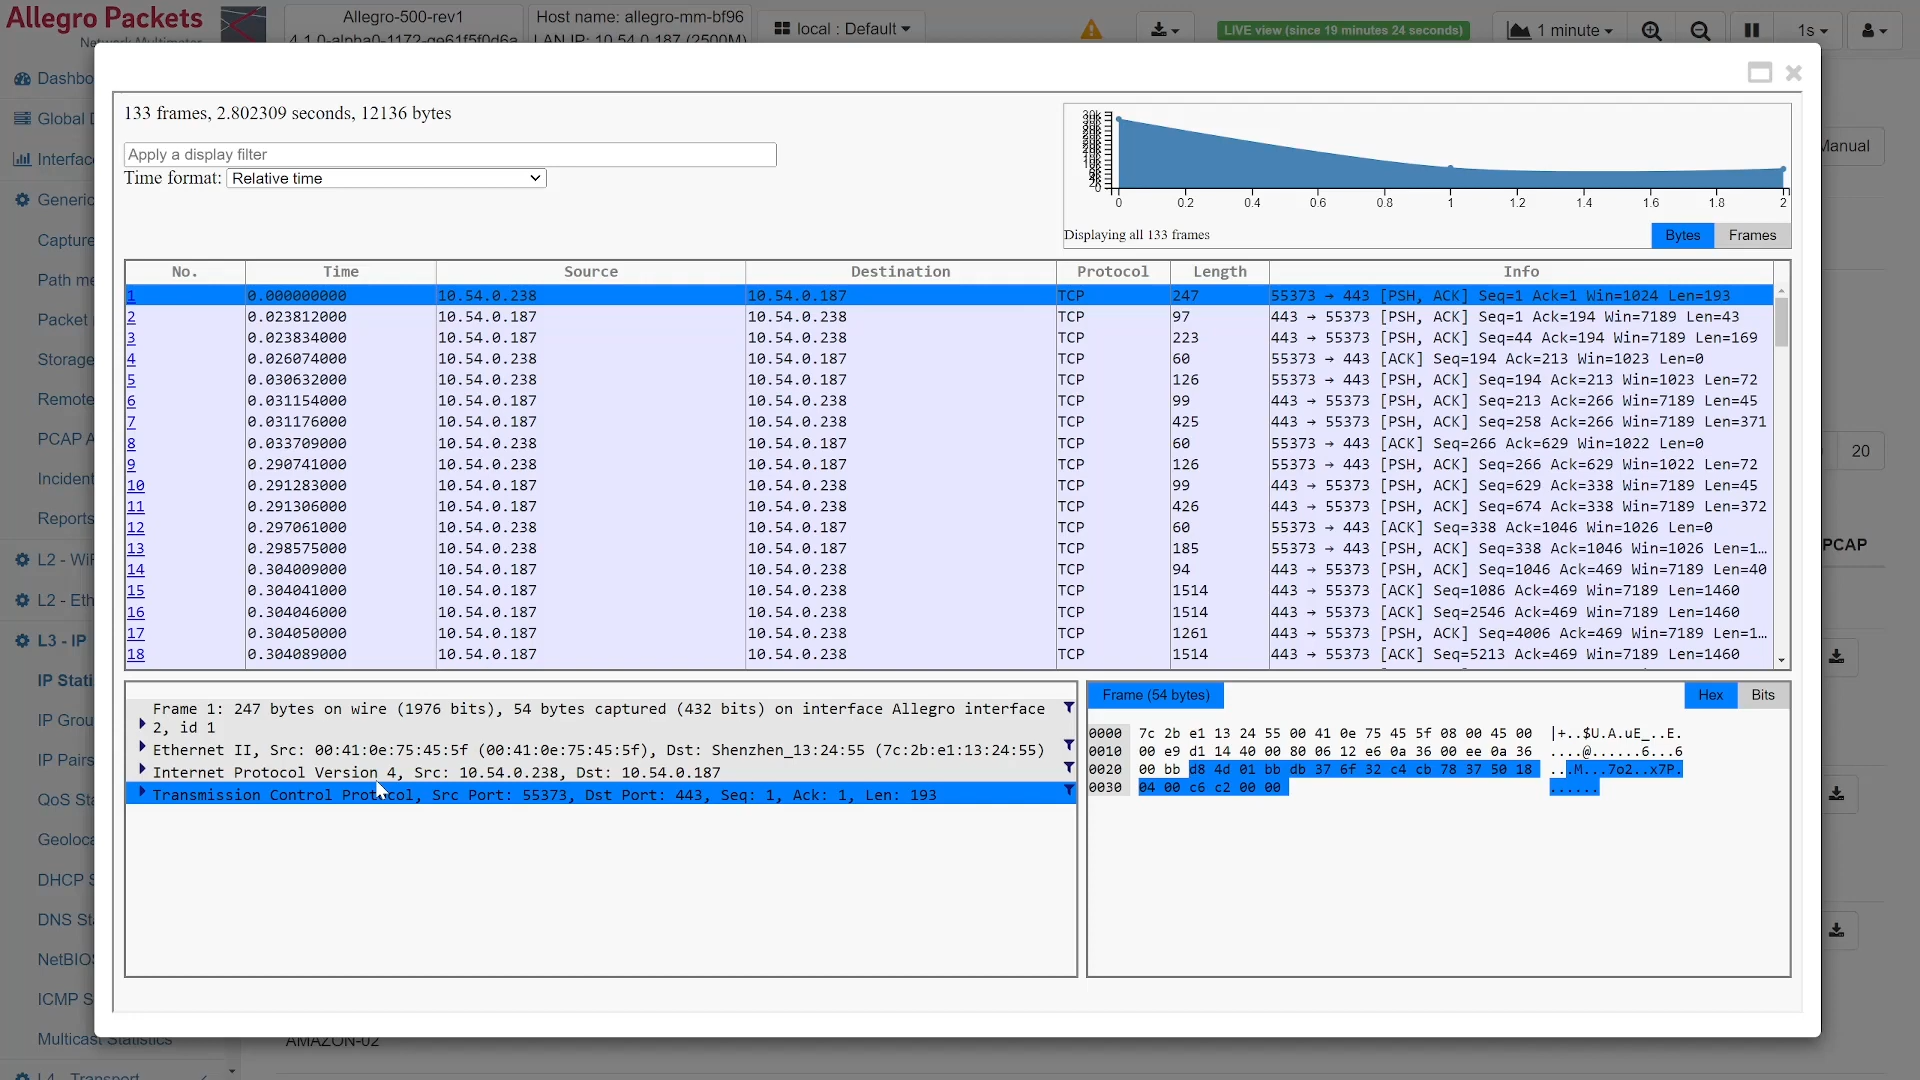 Allegro Packets
Allegro-500-rev1
Host name: allegro-mm-bf96
local : Default
LIVE view (since 19 minutes 24 seconds)
1 minute
1s
Dashbo
Global D
Interface
Generic
Capture
Path me
Packet
Storage
Remote
PCAP A
Incident
Reports
L2 - WiF
L2 - Eth
L3 - IP
IP Stati
IP Grou
IP Pairs
QoS Sta
Geoloca
DHCP S
DNS Sta
NetBIOS
ICMP S
Multicast Statistics
L4 - Transport
Manual
20
PCAP
AMAZON-02
133 frames, 2.802309 seconds, 12136 bytes
Apply a display filter
Time format: Relative time
0 0.2 0.4 0.6 0.8 1 1.2 1.4 1.6 1.8 2
Displaying all 133 frames
Bytes Frames
No. Time Source Destination Protocol Length Info
1 0.000000000 10.54.0.238 10.54.0.187 TCP 247 55373 → 443 [PSH, ACK] Seq=1 Ack=1 Win=1024 Len=193
2 0.023812000 10.54.0.187 10.54.0.238 TCP 97 443 → 55373 [PSH, ACK] Seq=1 Ack=194 Win=7189 Len=43
3 0.023834000 10.54.0.187 10.54.0.238 TCP 223 443 → 55373 [PSH, ACK] Seq=44 Ack=194 Win=7189 Len=169
4 0.026074000 10.54.0.238 10.54.0.187 TCP 60 55373 → 443 [ACK] Seq=194 Ack=213 Win=1023 Len=0
5 0.030632000 10.54.0.238 10.54.0.187 TCP 126 55373 → 443 [PSH, ACK] Seq=194 Ack=213 Win=1023 Len=72
6 0.031154000 10.54.0.187 10.54.0.238 TCP 99 443 → 55373 [PSH, ACK] Seq=213 Ack=266 Win=7189 Len=45
7 0.031176000 10.54.0.187 10.54.0.238 TCP 425 443 → 55373 [PSH, ACK] Seq=258 Ack=266 Win=7189 Len=371
8 0.033709000 10.54.0.238 10.54.0.187 TCP 60 55373 → 443 [ACK] Seq=266 Ack=629 Win=1022 Len=0
9 0.290741000 10.54.0.238 10.54.0.187 TCP 126 55373 → 443 [PSH, ACK] Seq=266 Ack=629 Win=1022 Len=72
10 0.291283000 10.54.0.187 10.54.0.238 TCP 99 443 → 55373 [PSH, ACK] Seq=629 Ack=338 Win=7189 Len=45
11 0.291306000 10.54.0.187 10.54.0.238 TCP 426 443 → 55373 [PSH, ACK] Seq=674 Ack=338 Win=7189 Len=372
12 0.297061000 10.54.0.238 10.54.0.187 TCP 60 55373 → 443 [ACK] Seq=338 Ack=1046 Win=1026 Len=0
13 0.298575000 10.54.0.238 10.54.0.187 TCP 185 55373 → 443 [PSH, ACK] Seq=338 Ack=1046 Win=1026 Len=1…
14 0.304009000 10.54.0.187 10.54.0.238 TCP 94 443 → 55373 [PSH, ACK] Seq=1046 Ack=469 Win=7189 Len=40
15 0.304041000 10.54.0.187 10.54.0.238 TCP 1514 443 → 55373 [ACK] Seq=1086 Ack=469 Win=7189 Len=1460
16 0.304046000 10.54.0.187 10.54.0.238 TCP 1514 443 → 55373 [ACK] Seq=2546 Ack=469 Win=7189 Len=1460
17 0.304050000 10.54.0.187 10.54.0.238 TCP 1261 443 → 55373 [PSH, ACK] Seq=4006 Ack=469 Win=7189 Len=1…
18 0.304089000 10.54.0.187 10.54.0.238 TCP 1514 443 → 55373 [ACK] Seq=5213 Ack=469 Win=7189 Len=1460
Frame 1: 247 bytes on wire (1976 bits), 54 bytes captured (432 bits) on interface Allegro interface
2, id 1
Ethernet II, Src: 00:41:0e:75:45:5f (00:41:0e:75:45:5f), Dst: Shenzhen_13:24:55 (7c:2b:e1:13:24:55)
Internet Protocol Version 4, Src: 10.54.0.238, Dst: 10.54.0.187
Transmission Control Protocol, Src Port: 55373, Dst Port: 443, Seq: 1, Ack: 1, Len: 193
Frame (54 bytes) Hex Bits
0000 7c 2b e1 13 24 55 00 41 0e 75 45 5f 08 00 45 00 |+..$U.A.uE_..E.
0010 00 e9 d1 14 40 00 80 06 12 e6 0a 36 00 ee 0a 36 ....@......6...6
0020 00 bb d8 4d 01 bb db 37 6f 32 c4 cb 78 37 50 18 ...M...7o2..x7P.
0030 04 00 c6 c2 00 00 ......